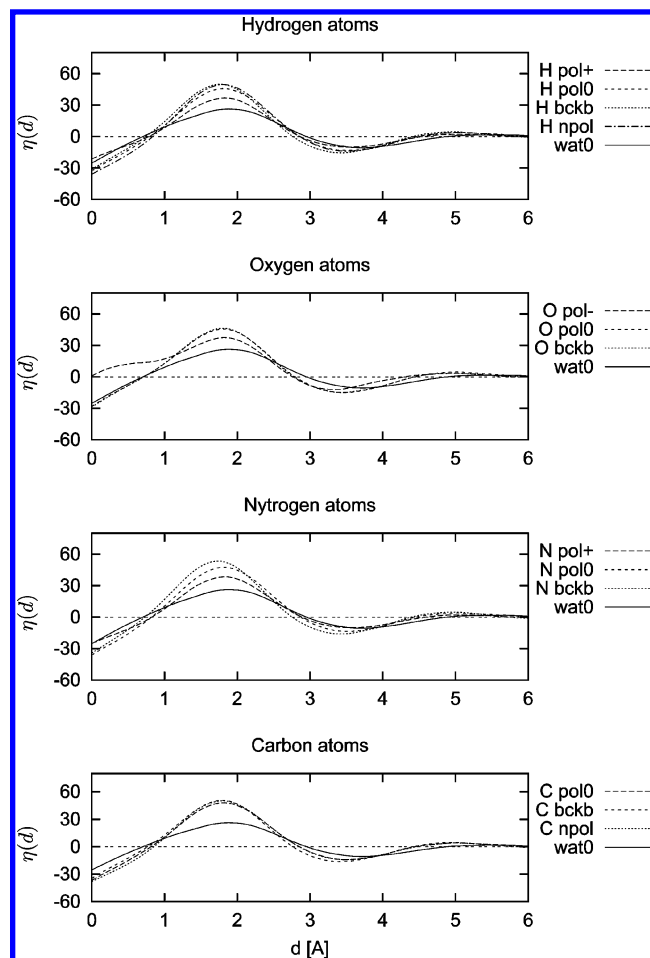 Hydrogen atoms
η(d)
60
30
0
-30
-60
0 1 2 3 4 5 6
H pol+
H pol0
H bckb
H npol
wat0
Oxygen atoms
η(d)
60
30
0
-30
-60
0 1 2 3 4 5 6
O pol-
O pol0
O bckb
wat0
Nytrogen atoms
η(d)
60
30
0
-30
-60
0 1 2 3 4 5 6
N pol+
N pol0
N bckb
wat0
Carbon atoms
η(d)
60
30
0
-30
-60
0 1 2 3 4 5 6
C pol0
C bckb
C npol
wat0
d [A]